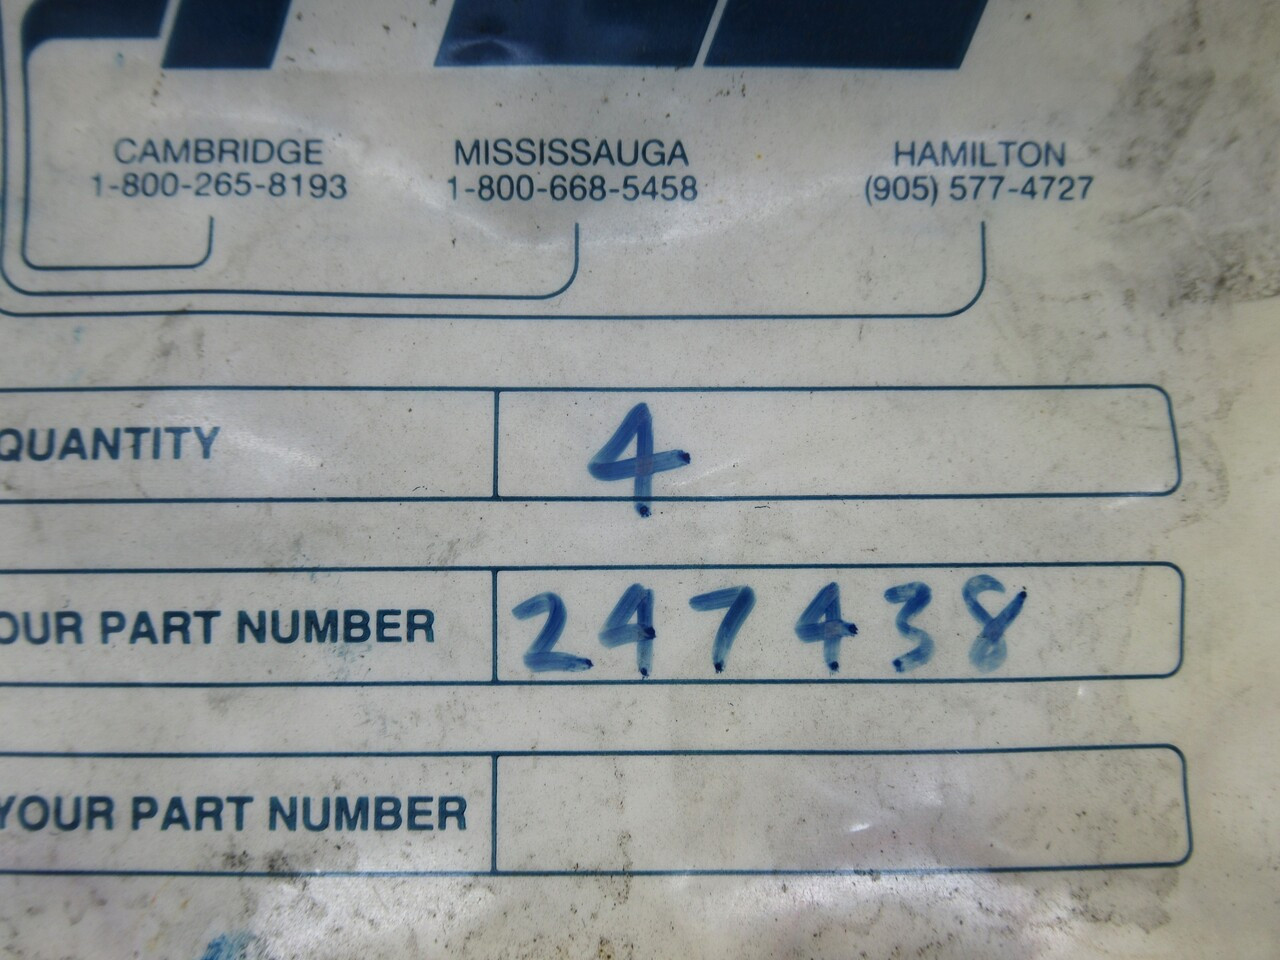 CAMBRIDGE
1-800-265-8193
MISSISSAUGA
1-800-668-5458
HAMILTON
(905) 577-4727
QUANTITY 4
OUR PART NUMBER 247438
YOUR PART NUMBER